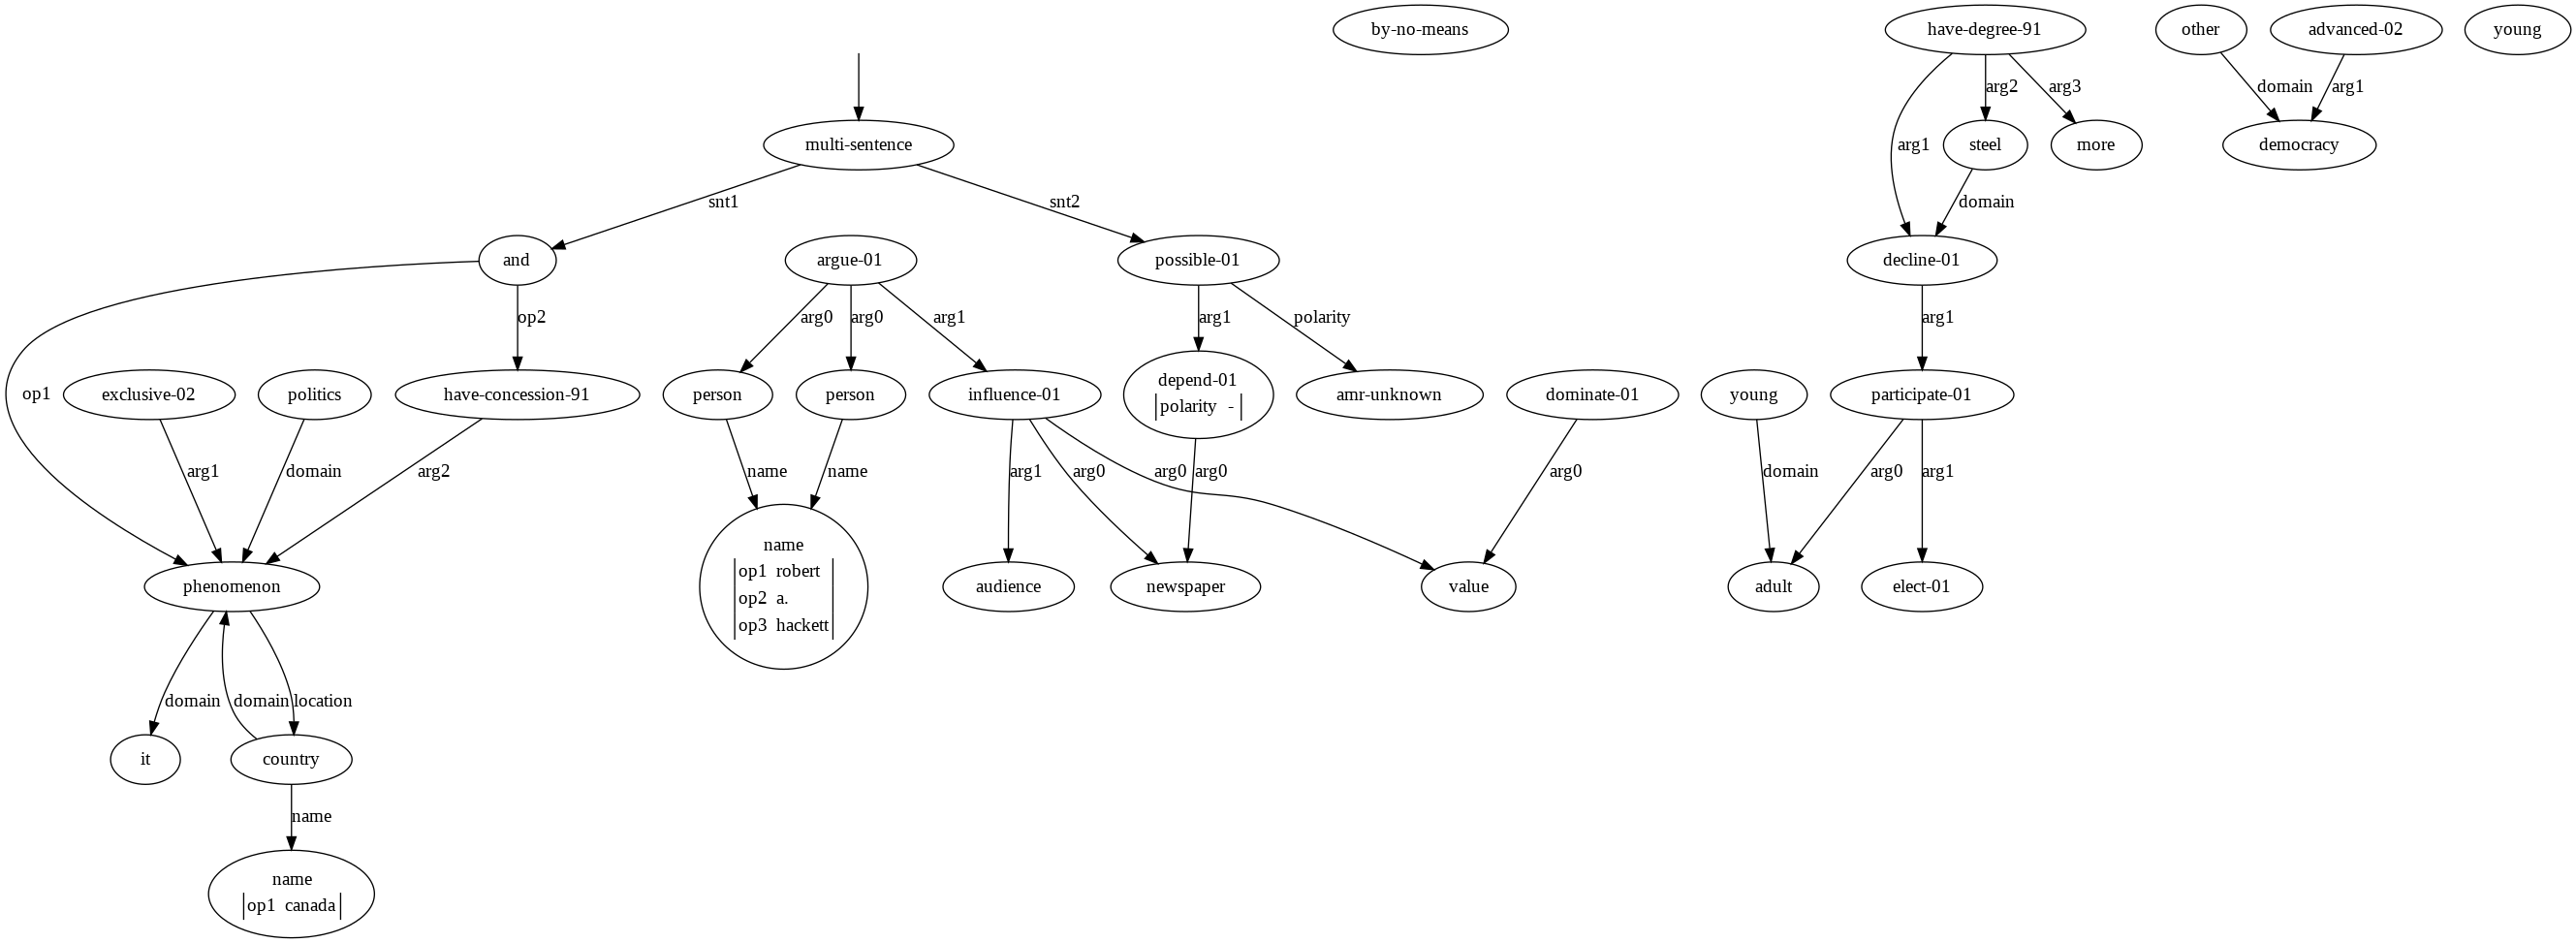 by-no-means
have-degree-91
other
advanced-02
young
arg2
arg3
domain
arg1
multi-sentence
arg1
steel
more
democracy
snt1
snt2
domain
and
argue-01
possible-01
decline-01
op2
arg0
arg0
arg1
arg1
polarity
arg1
op1
exclusive-02
politics
have-concession-91
person
person
influence-01
depend-01
polarity -
amr-unknown
dominate-01
young
participate-01
arg1
domain
arg2
name
name
arg1
arg0
arg0
arg0
arg0
domain
arg0
arg1
phenomenon
name
op1 robert
op2 a.
op3 hackett
audience
newspaper
value
adult
elect-01
domain
domain
location
it
country
name
name
op1 canada